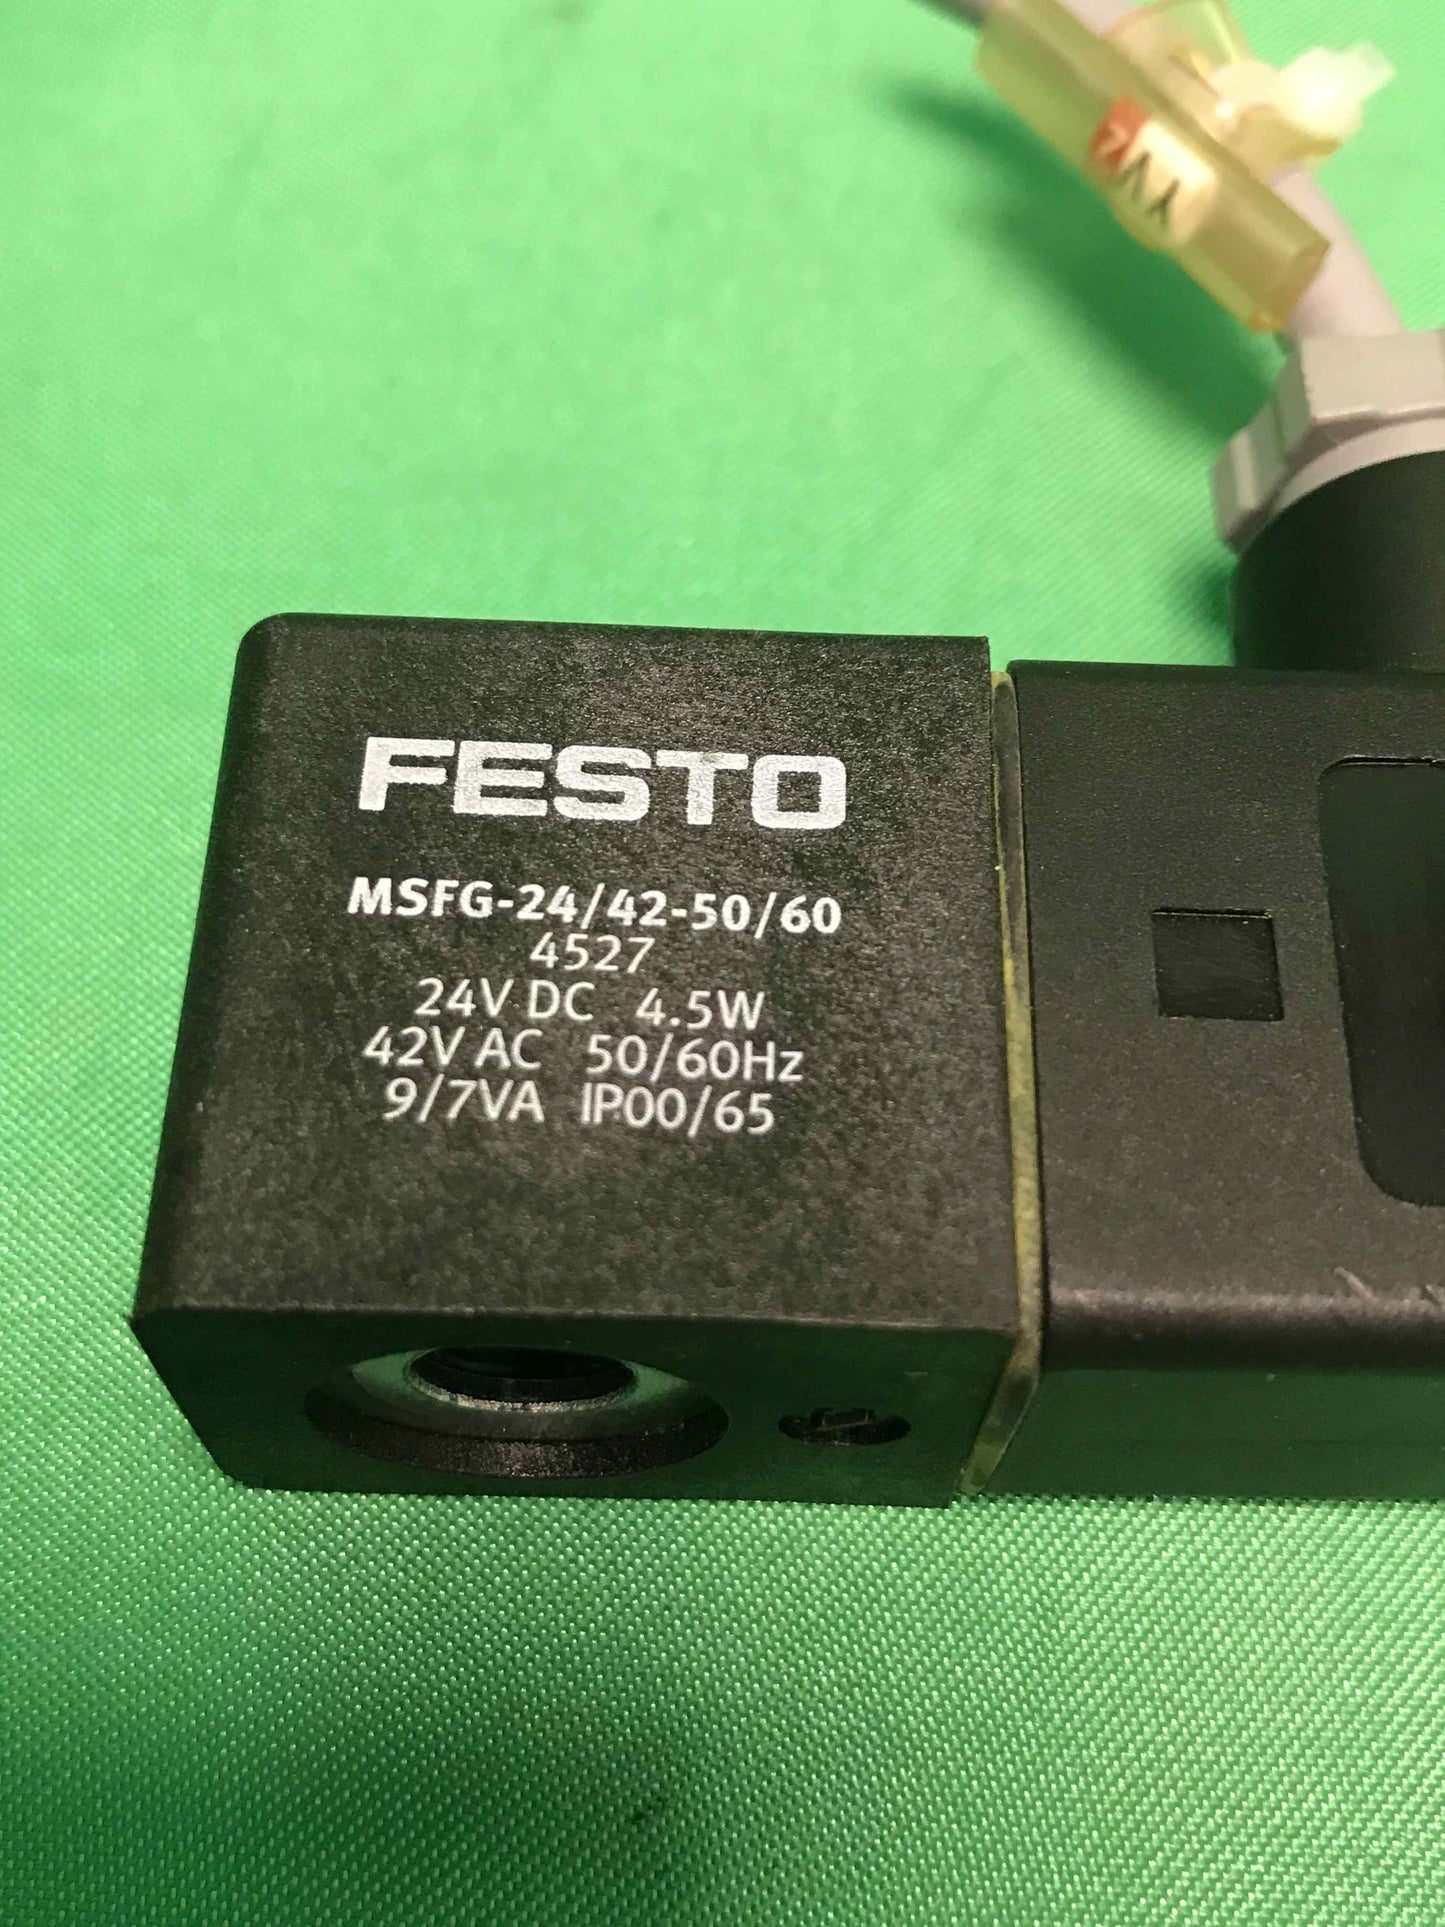 FESTO
MSFG-24/42-50/60
4527
24V DC 4.5W
42V AC 50/60Hz
9/7VA IP00/65